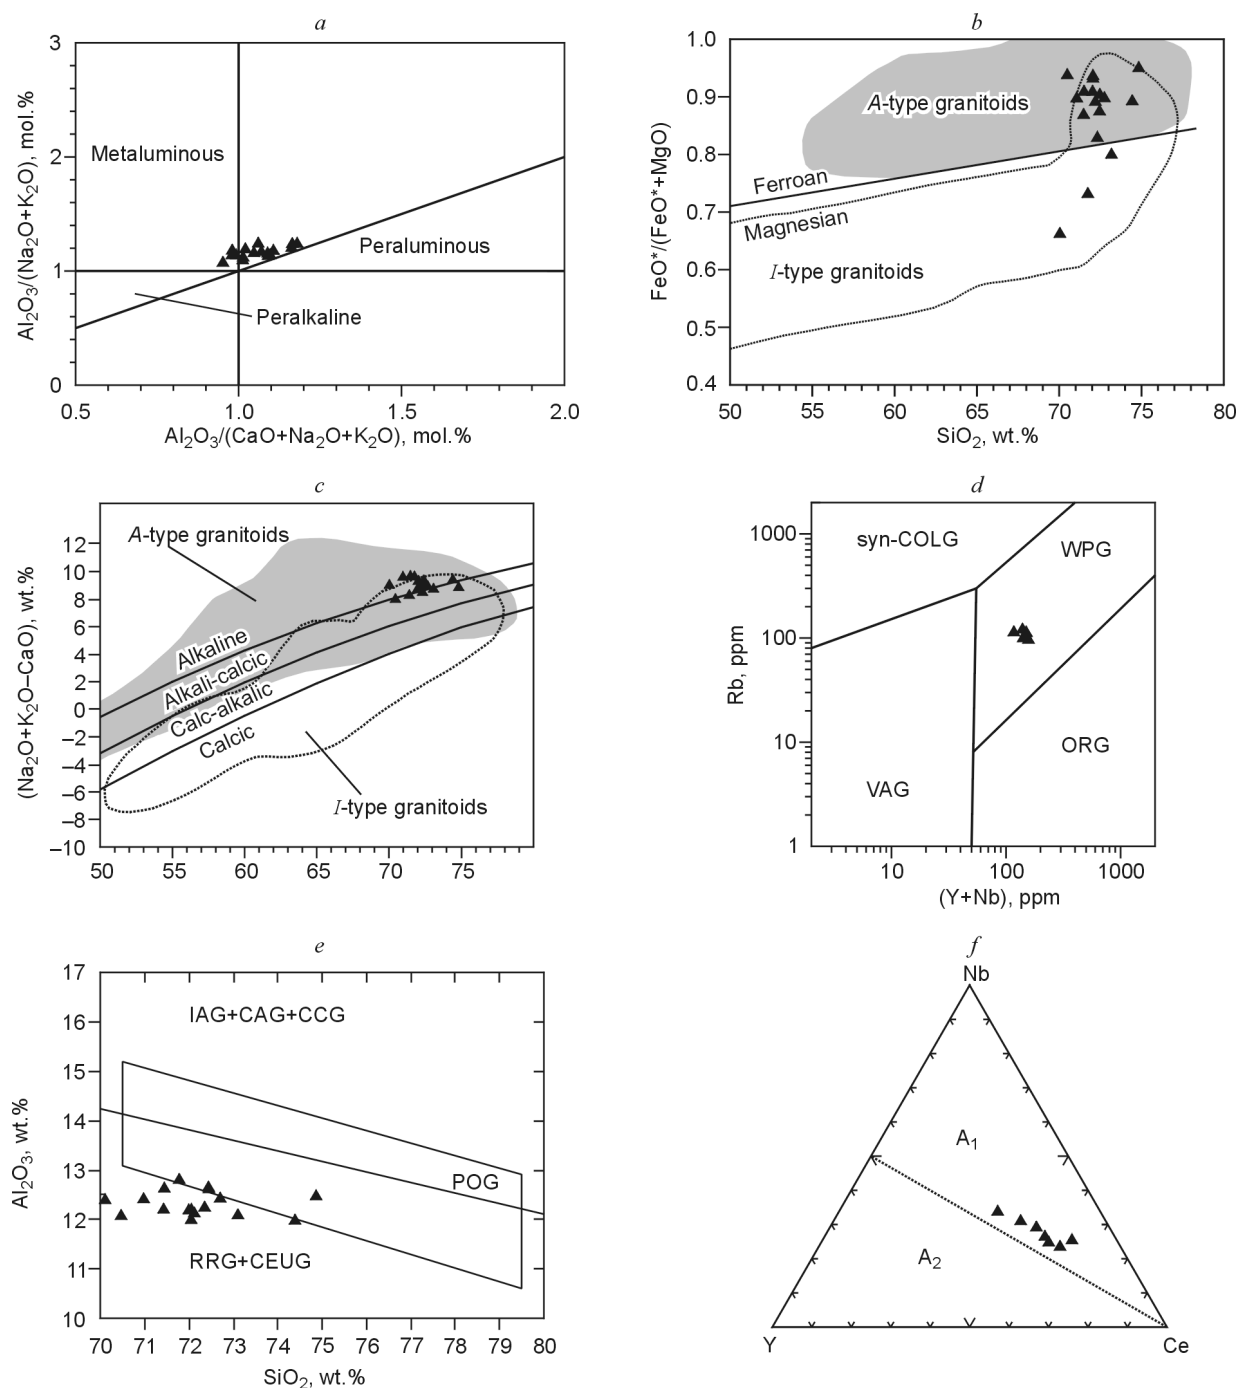 a
3
2
1
0
Al₂O₃/(Na₂O+K₂O), mol.%
Metaluminous
Peraluminous
Peralkaline
0.5 1.0 1.5 2.0
Al₂O₃/(CaO+Na₂O+K₂O), mol.%
b
1.0
0.9
0.8
0.7
0.6
0.5
0.4
FeO*/(FeO*+MgO)
A-type granitoids
Ferroan
Magnesian
I-type granitoids
50 55 60 65 70 75 80
SiO₂, wt.%
c
12
10
8
6
4
2
0
–2
–4
–6
–8
–10
(Na₂O+K₂O–CaO), wt.%
A-type granitoids
Alkaline
Alkali-calcic
Calc-alkalic
Calcic
I-type granitoids
50 55 60 65 70 75
d
1000
100
10
1
Rb, ppm
syn-COLG
WPG
VAG
ORG
10 100 1000
(Y+Nb), ppm
e
17
16
15
14
13
12
11
10
Al₂O₃, wt.%
IAG+CAG+CCG
POG
RRG+CEUG
70 71 72 73 74 75 76 77 78 79 80
SiO₂, wt.%
f
Nb
A₁
A₂
Y Ce